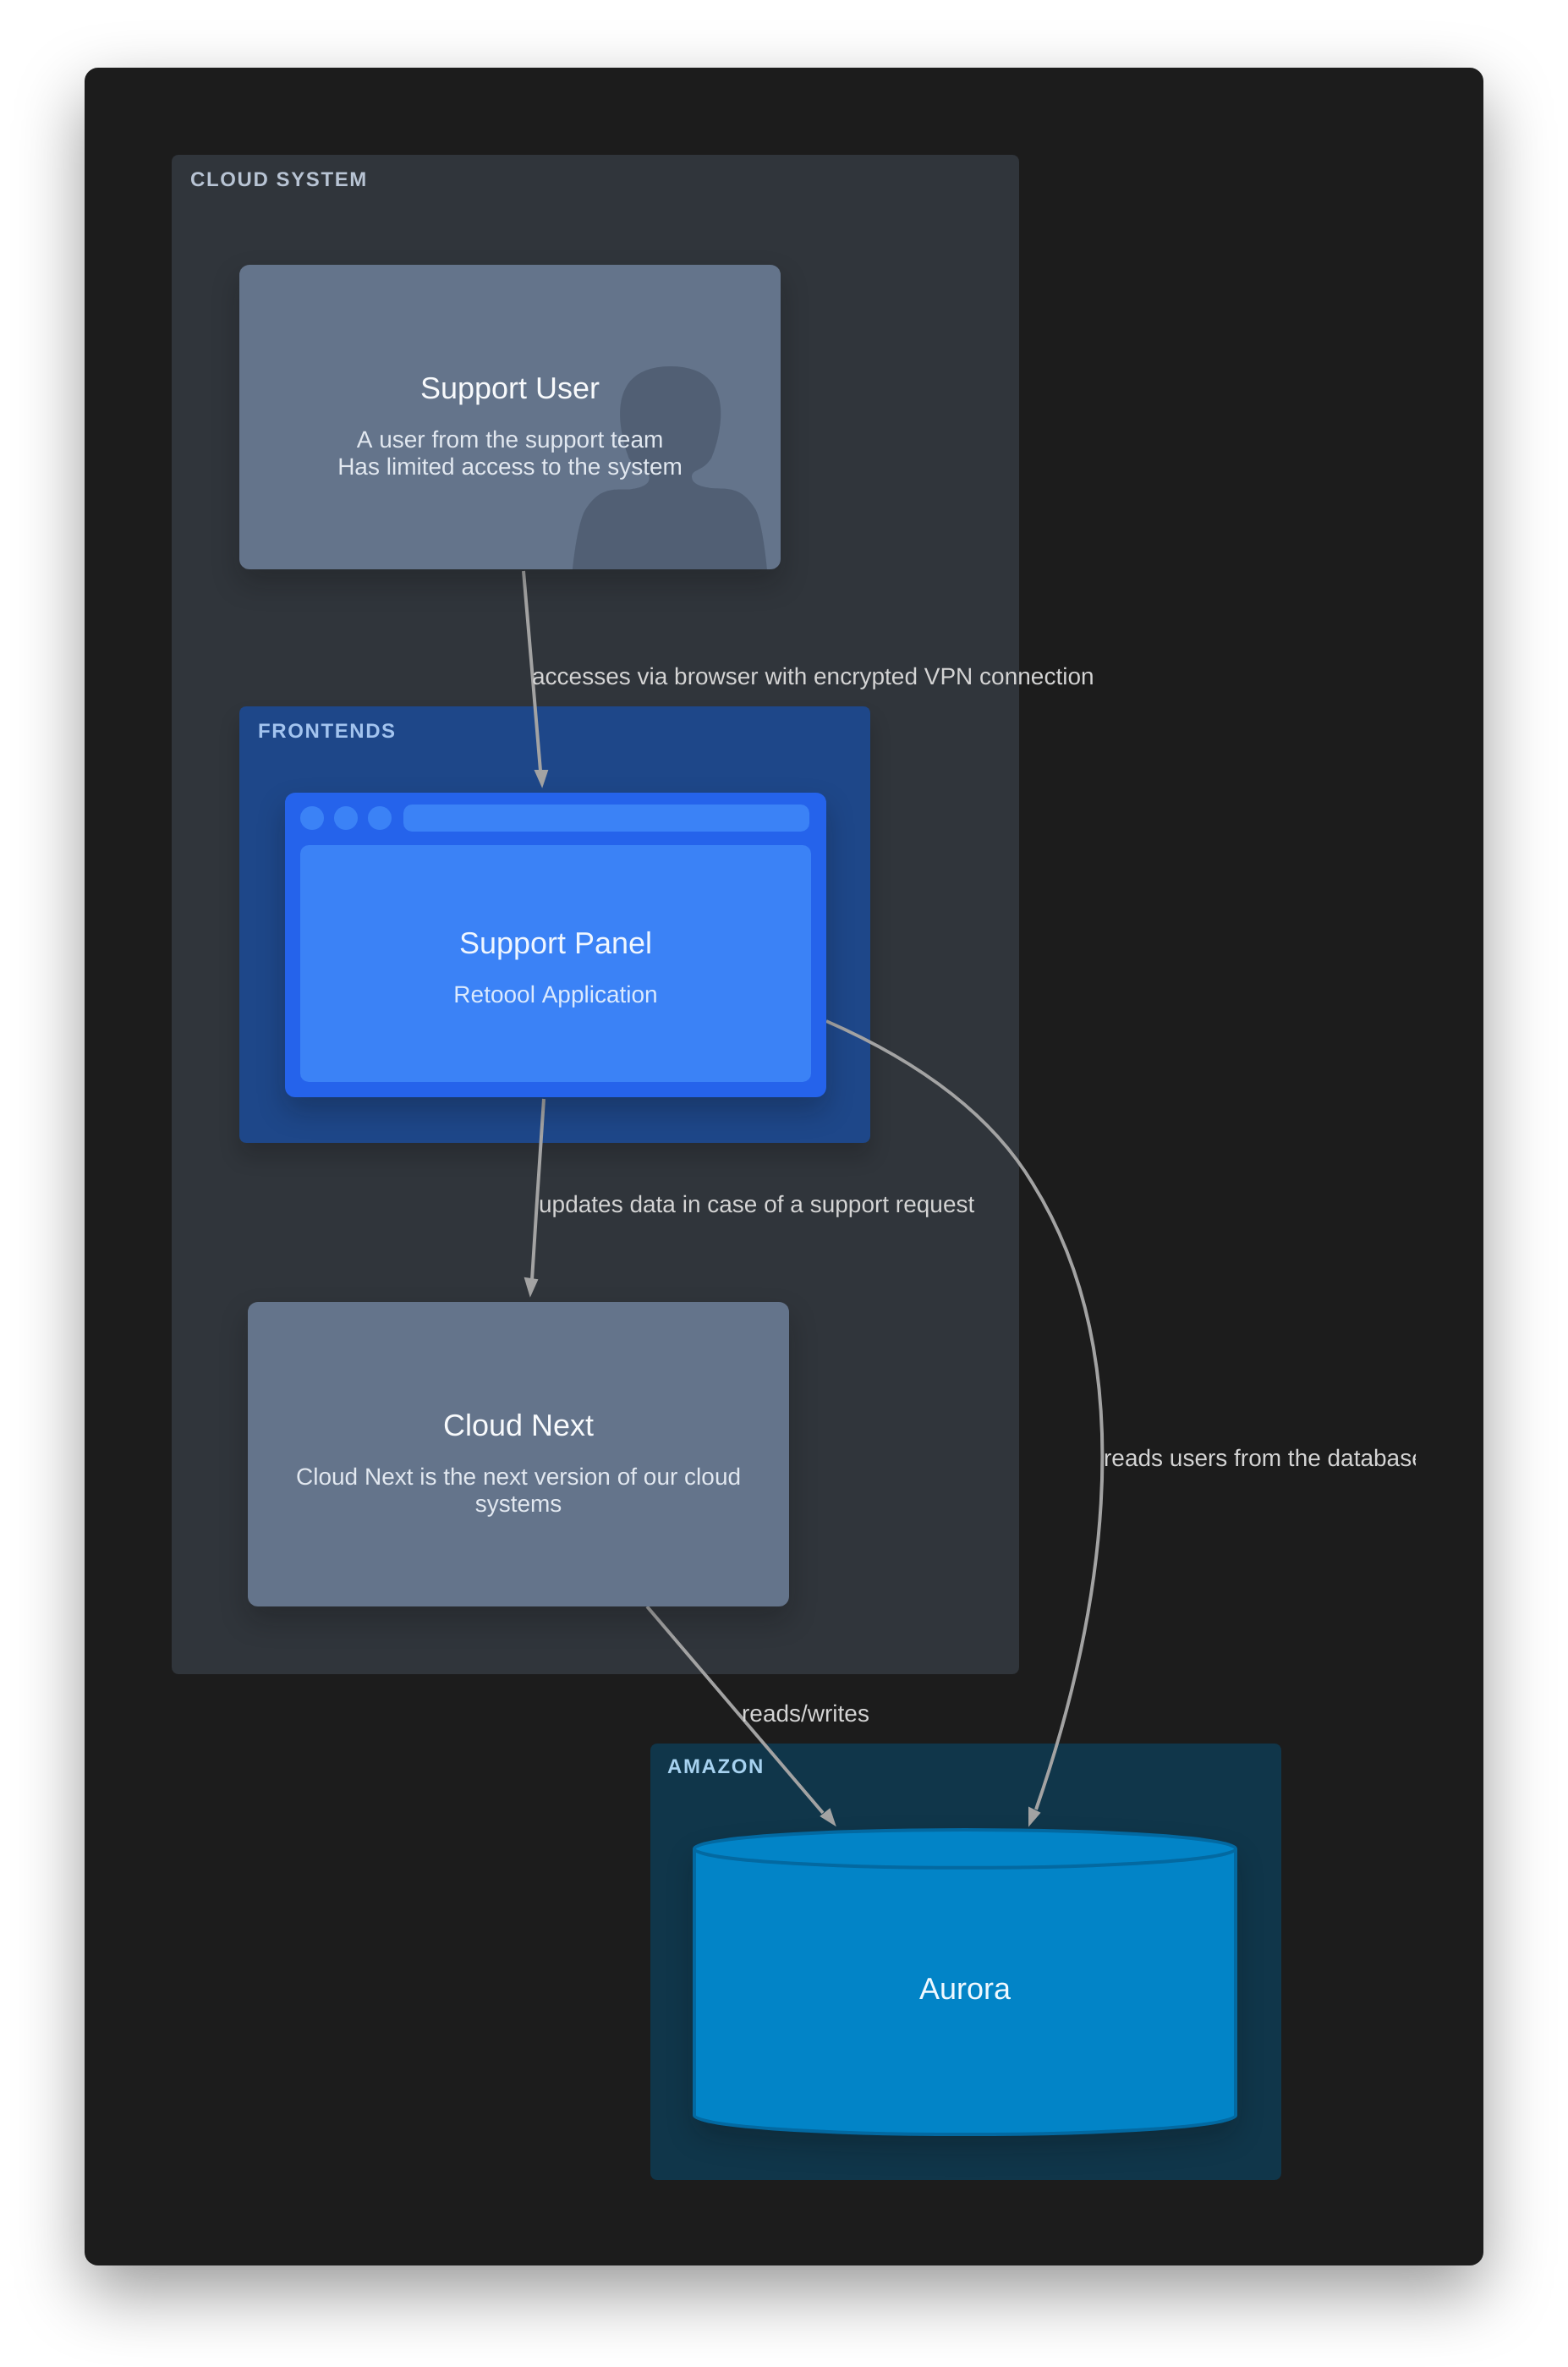 CLOUD SYSTEM
Support User
A user from the support team
Has limited access to the system
accesses via browser with encrypted VPN connection
FRONTENDS
Support Panel
Retoool Application
updates data in case of a support request
Cloud Next
Cloud Next is the next version of our cloud
systems
reads users from the database
reads/writes
AMAZON
Aurora